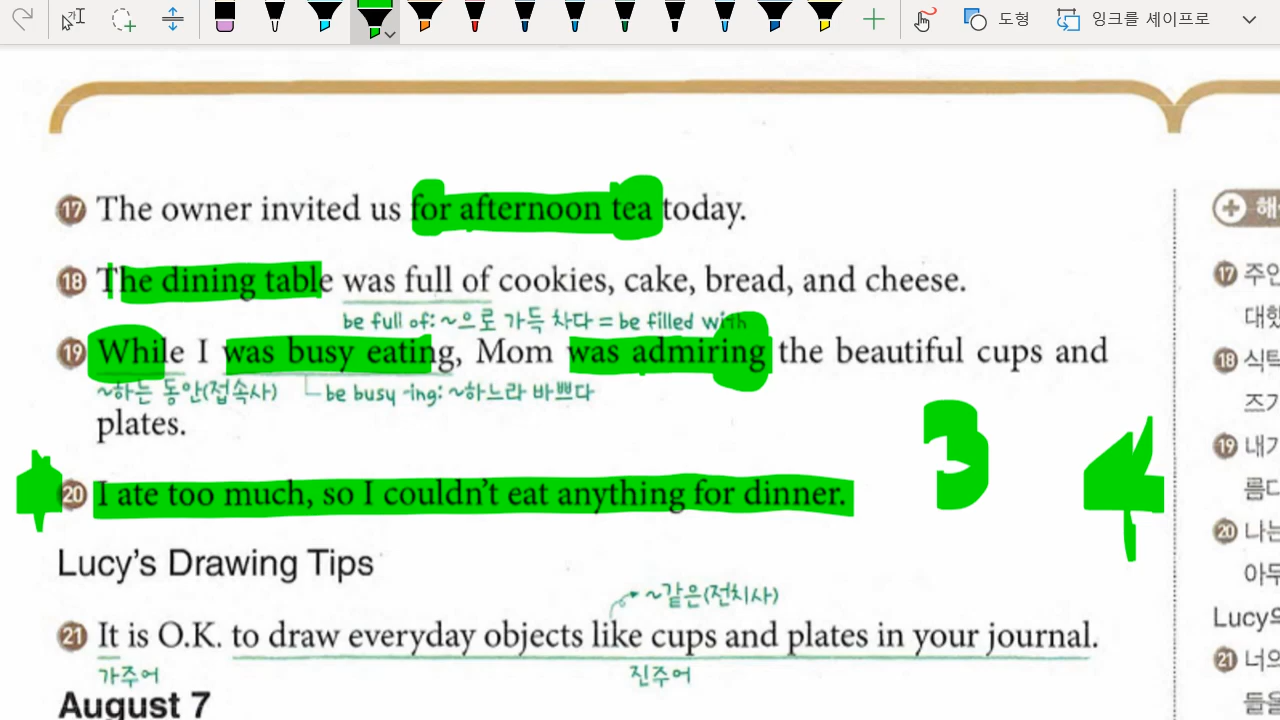 도형
잉크를 셰이프로
17 The owner invited us for afternoon tea today.
18 The dining table was full of cookies, cake, bread, and cheese.
be full of: ~으로 가득 차다 = be filled with
19 While I was busy eating, Mom was admiring the beautiful cups and
~하는 동안(접속사) be busy -ing: ~하느라 바쁘다
plates.
20 I ate too much, so I couldn't eat anything for dinner.
3 4
Lucy's Drawing Tips
~같은(전치사)
21 It is O.K. to draw everyday objects like cups and plates in your journal.
가주어 진주어
August 7
17 주인
대했
18 식탁
즈기
19 내기
름다
20 나는
아무
Lucy의
21 너의
들을